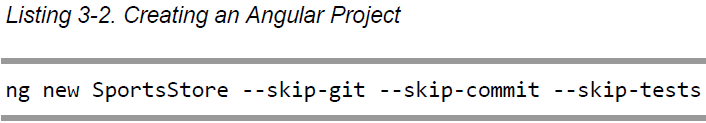 Listing 3-2. Creating an Angular Project
ng new SportsStore --skip-git --skip-commit --skip-tests